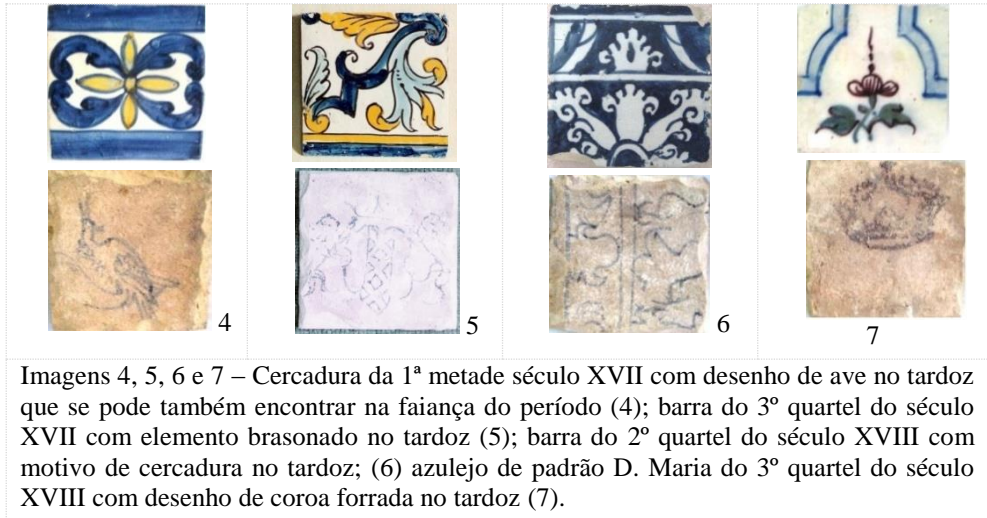 4
5
6
7
Imagens 4, 5, 6 e 7 – Cercadura da 1ª metade século XVII com desenho de ave no tardoz
que se pode também encontrar na faiança do período (4); barra do 3º quartel do século
XVII com elemento brasonado no tardoz (5); barra do 2º quartel do século XVIII com
motivo de cercadura no tardoz; (6) azulejo de padrão D. Maria do 3º quartel do século
XVIII com desenho de coroa forrada no tardoz (7).